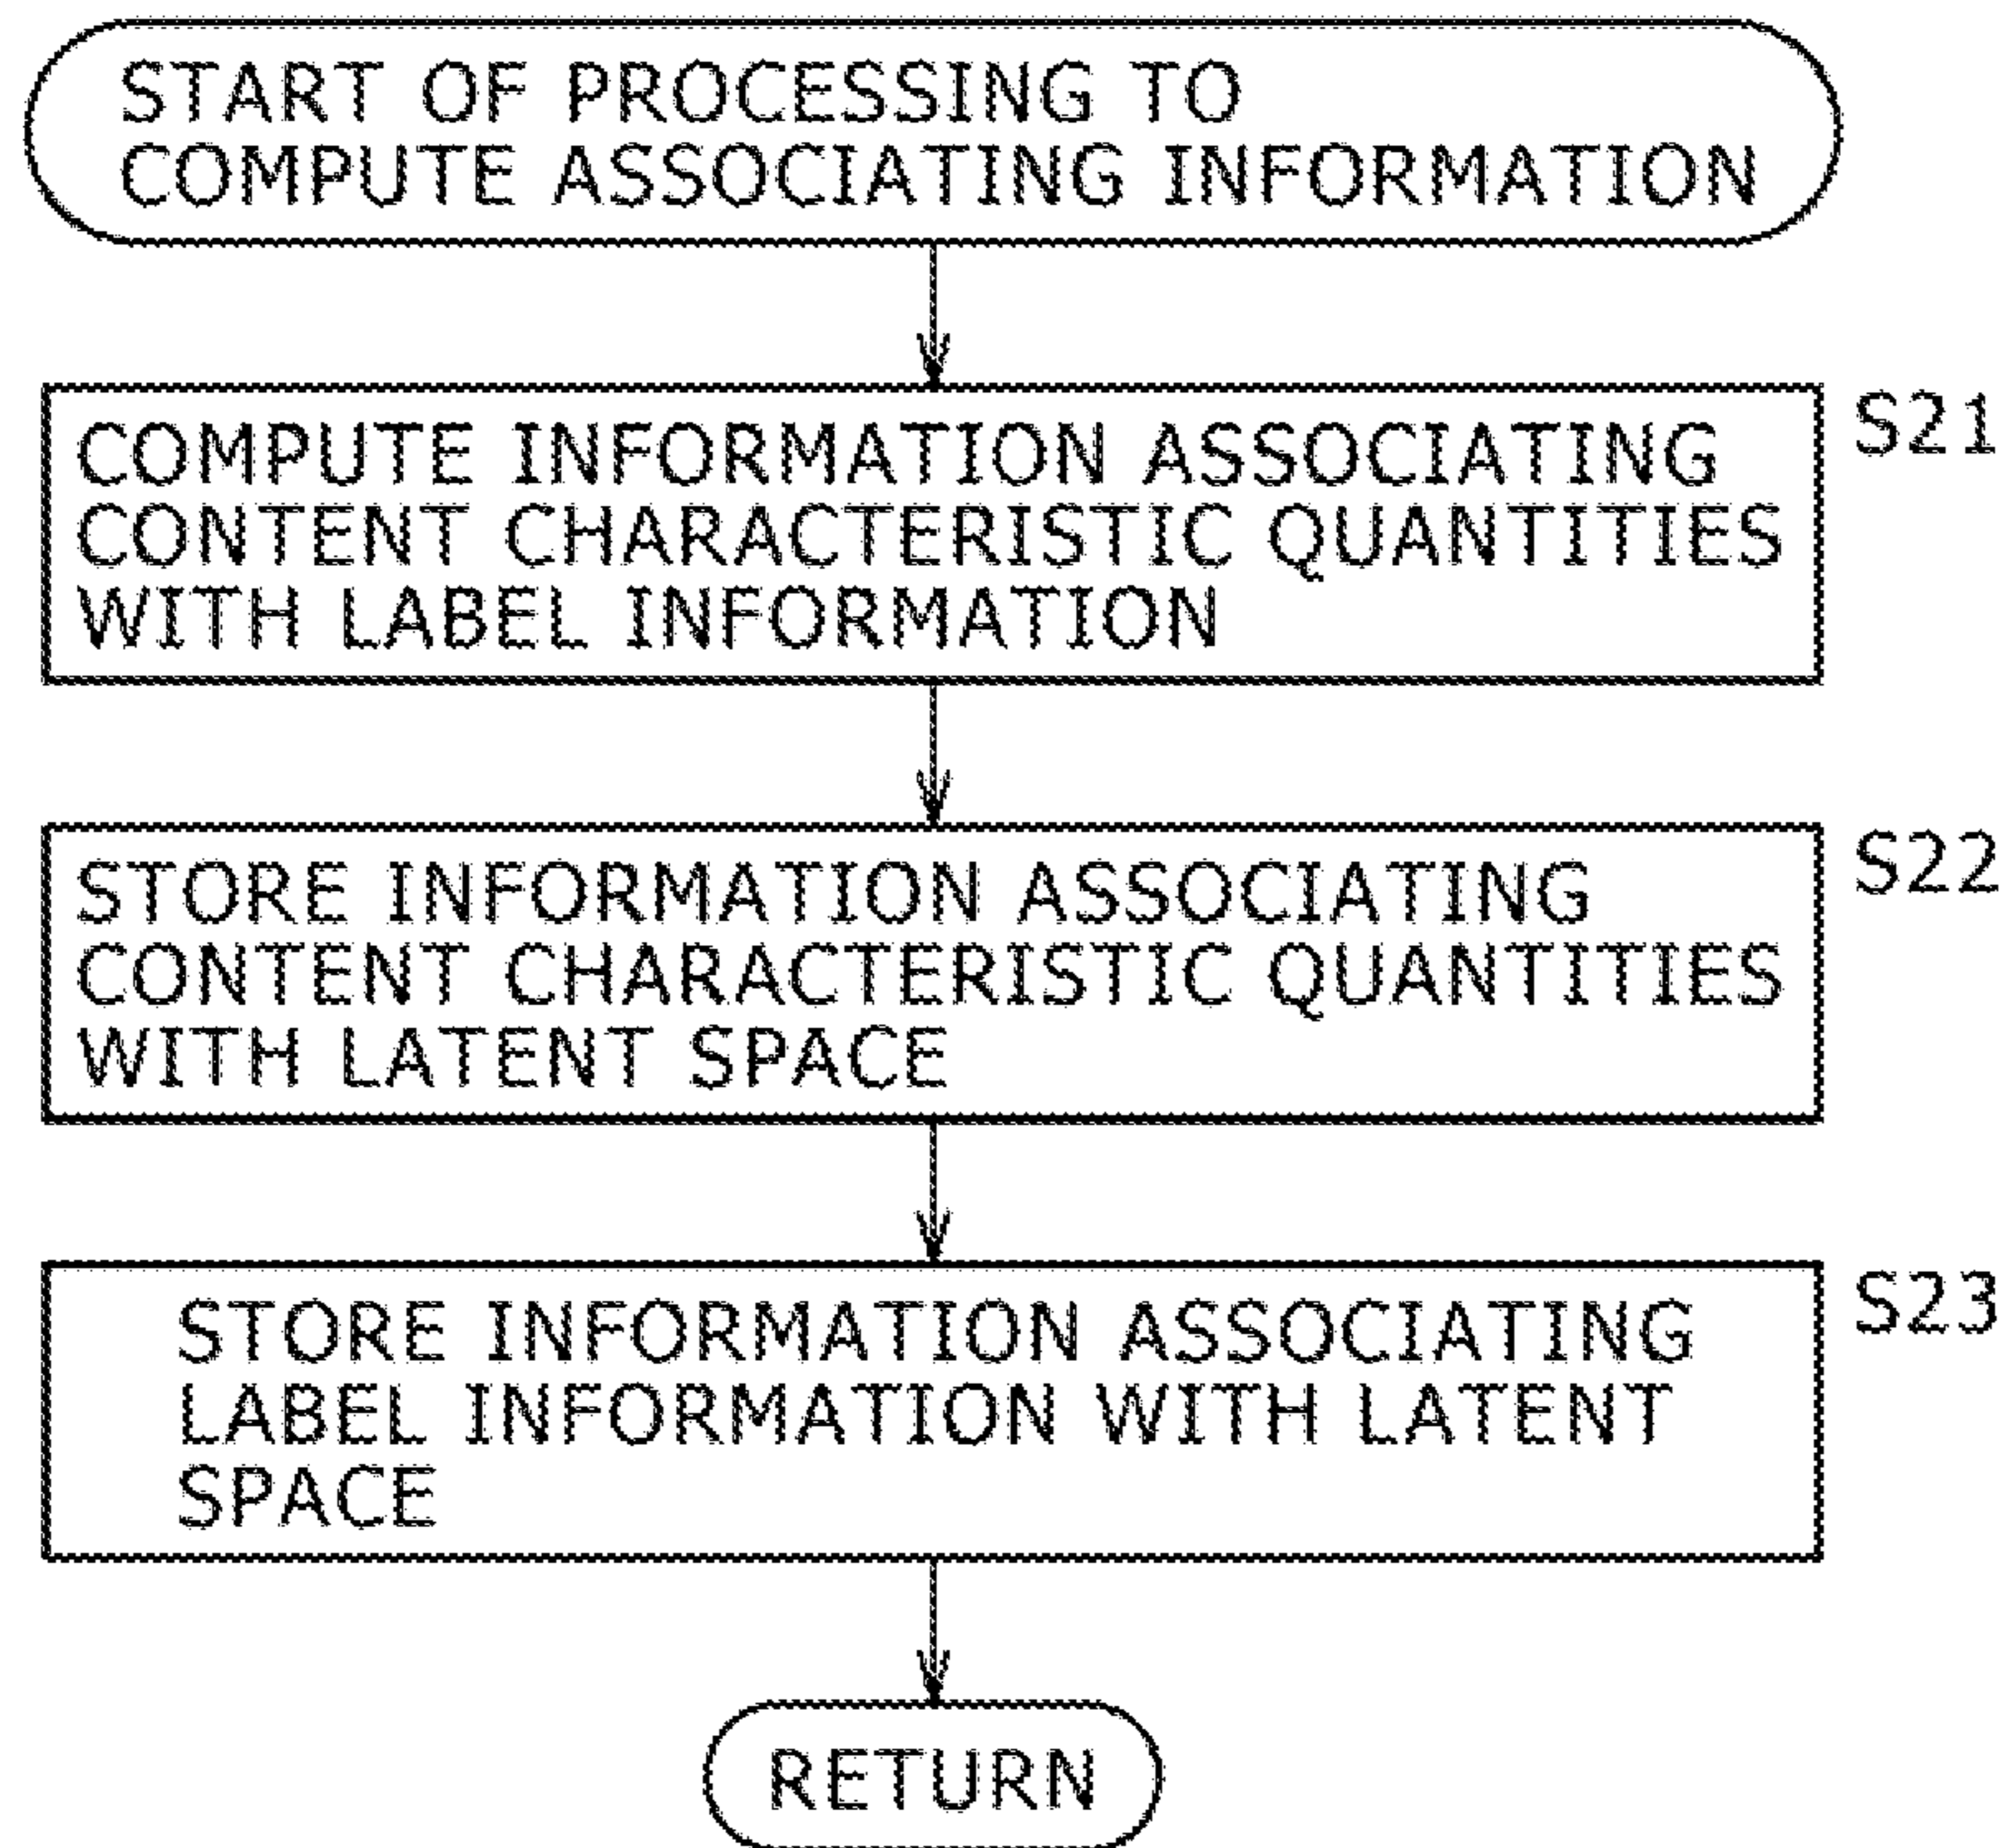 START OF PROCESSING TO
COMPUTE ASSOCIATING INFORMATION
COMPUTE INFORMATION ASSOCIATING
CONTENT CHARACTERISTIC QUANTITIES
WITH LABEL INFORMATION
S21
STORE INFORMATION ASSOCIATING
CONTENT CHARACTERISTIC QUANTITIES
WITH LATENT SPACE
S22
STORE INFORMATION ASSOCIATING
LABEL INFORMATION WITH LATENT
SPACE
S23
RETURN